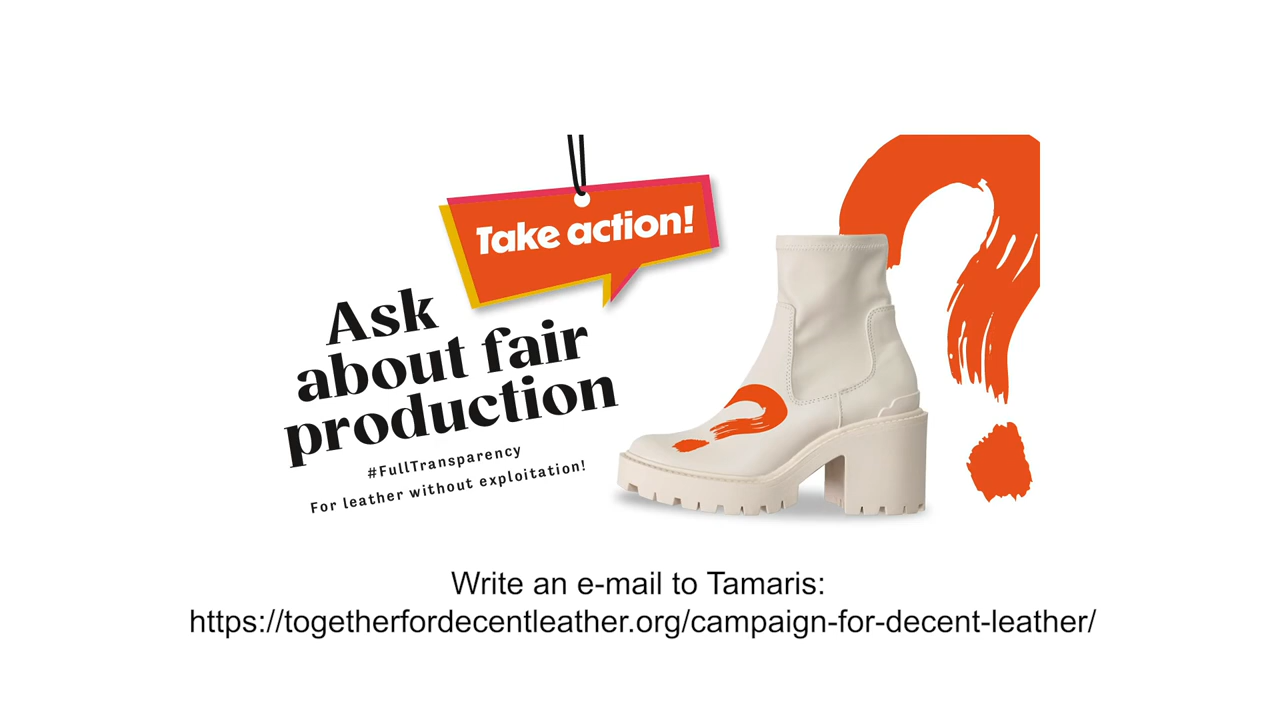 Take action!
Ask
about fair
production
#FullTransparency
For leather without exploitation!
Write an e-mail to Tamaris:
https://togetherfordecentleather.org/campaign-for-decent-leather/